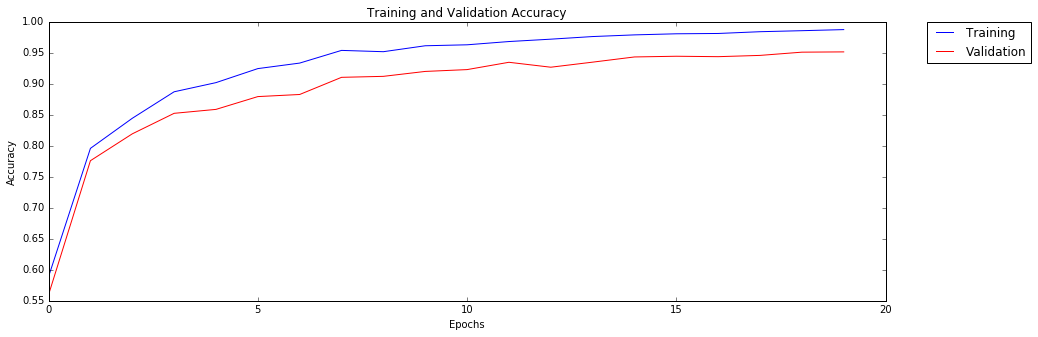 Training and Validation Accuracy
1.00
0.95
0.90
0.85
0.80
0.75
0.70
0.65
0.60
0.55
Accuracy
0 5 10 15 20
Epochs
Training
Validation